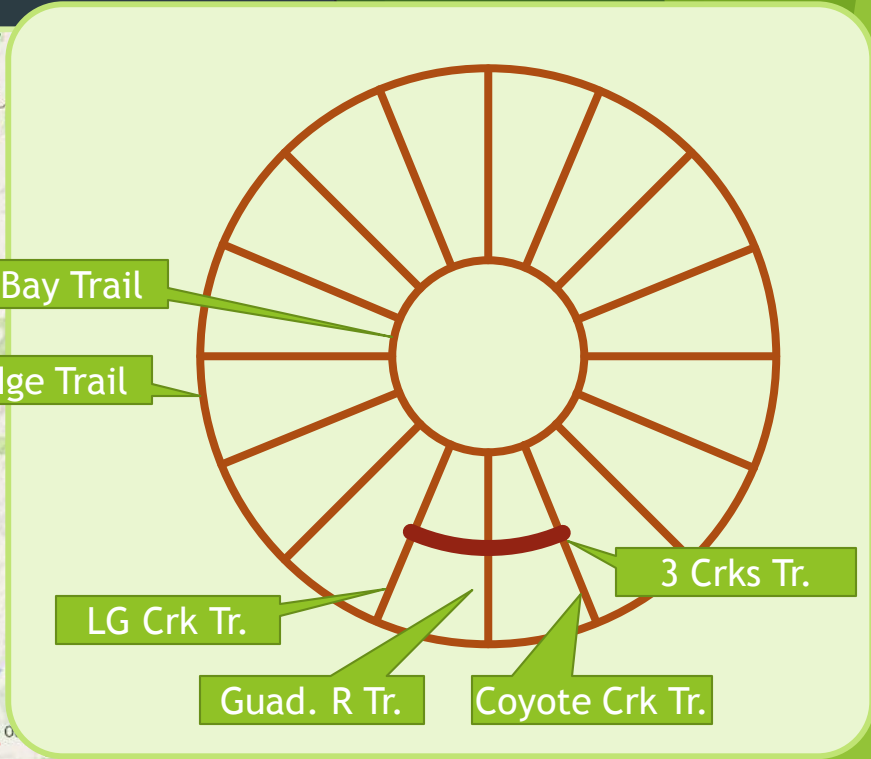 Bay Trail
dge Trail
3 Crks Tr.
LG Crk Tr.
Guad. R Tr.
Coyote Crk Tr.